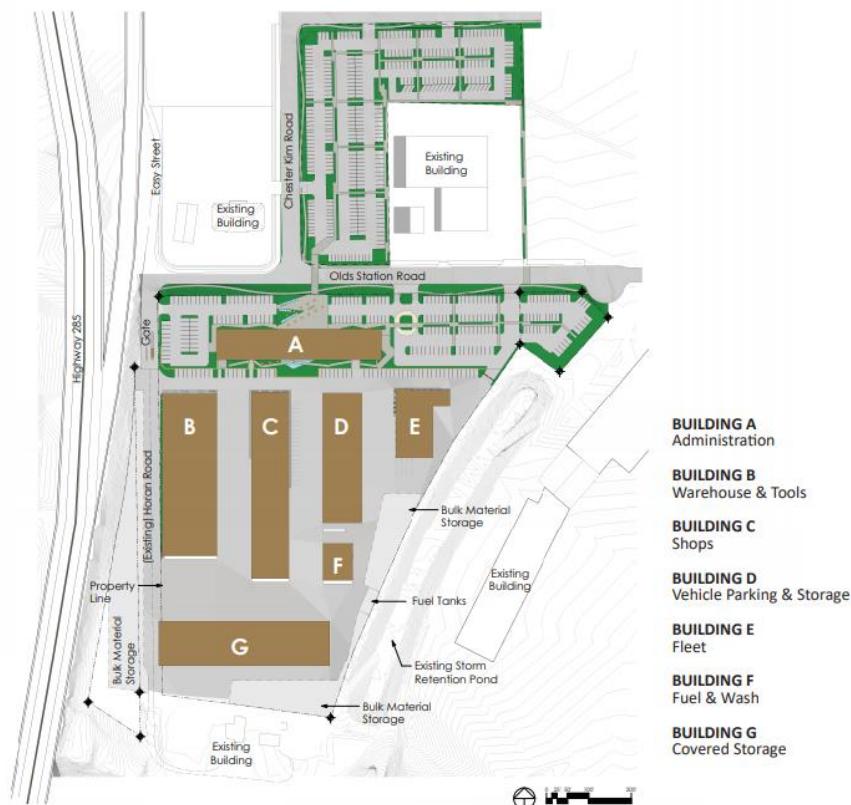 Easy Street
Chester Kim Road
Existing
Building
Existing
Building
Olds Station Road
Highway 285
Gate
A
B
C
D
E
(Existing) Horan Road
Bulk Material
Storage
F
Existing
Building
Property
Line
Fuel Tanks
Bulk Material
Storage
G
Existing Storm
Retention Pond
Bulk Material
Storage
Existing
Building
BUILDING A
Administration
BUILDING B
Warehouse & Tools
BUILDING C
Shops
BUILDING D
Vehicle Parking & Storage
BUILDING E
Fleet
BUILDING F
Fuel & Wash
BUILDING G
Covered Storage